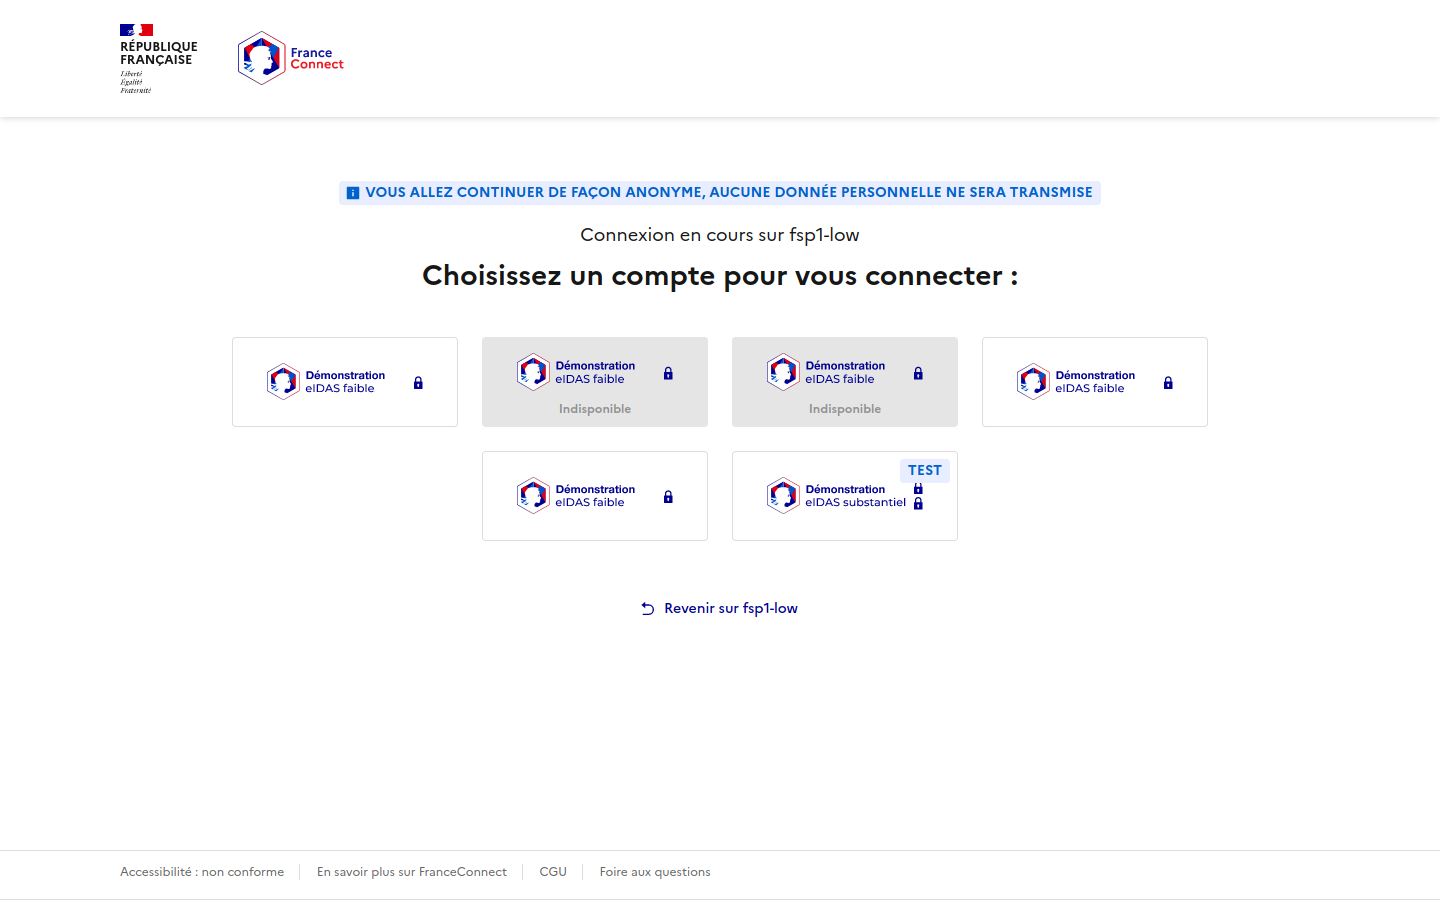 RÉPUBLIQUE
FRANÇAISE
Liberté
Égalité
Fraternité
France
Connect
VOUS ALLEZ CONTINUER DE FAÇON ANONYME, AUCUNE DONNÉE PERSONNELLE NE SERA TRANSMISE
Connexion en cours sur fsp1-low
Choisissez un compte pour vous connecter :
Démonstration
eIDAS faible
Démonstration
eIDAS faible
Indisponible
Démonstration
eIDAS faible
Indisponible
Démonstration
eIDAS faible
Démonstration
eIDAS faible
TEST
Démonstration
eIDAS substantiel
Revenir sur fsp1-low
Accessibilité : non conforme
En savoir plus sur FranceConnect
CGU
Foire aux questions